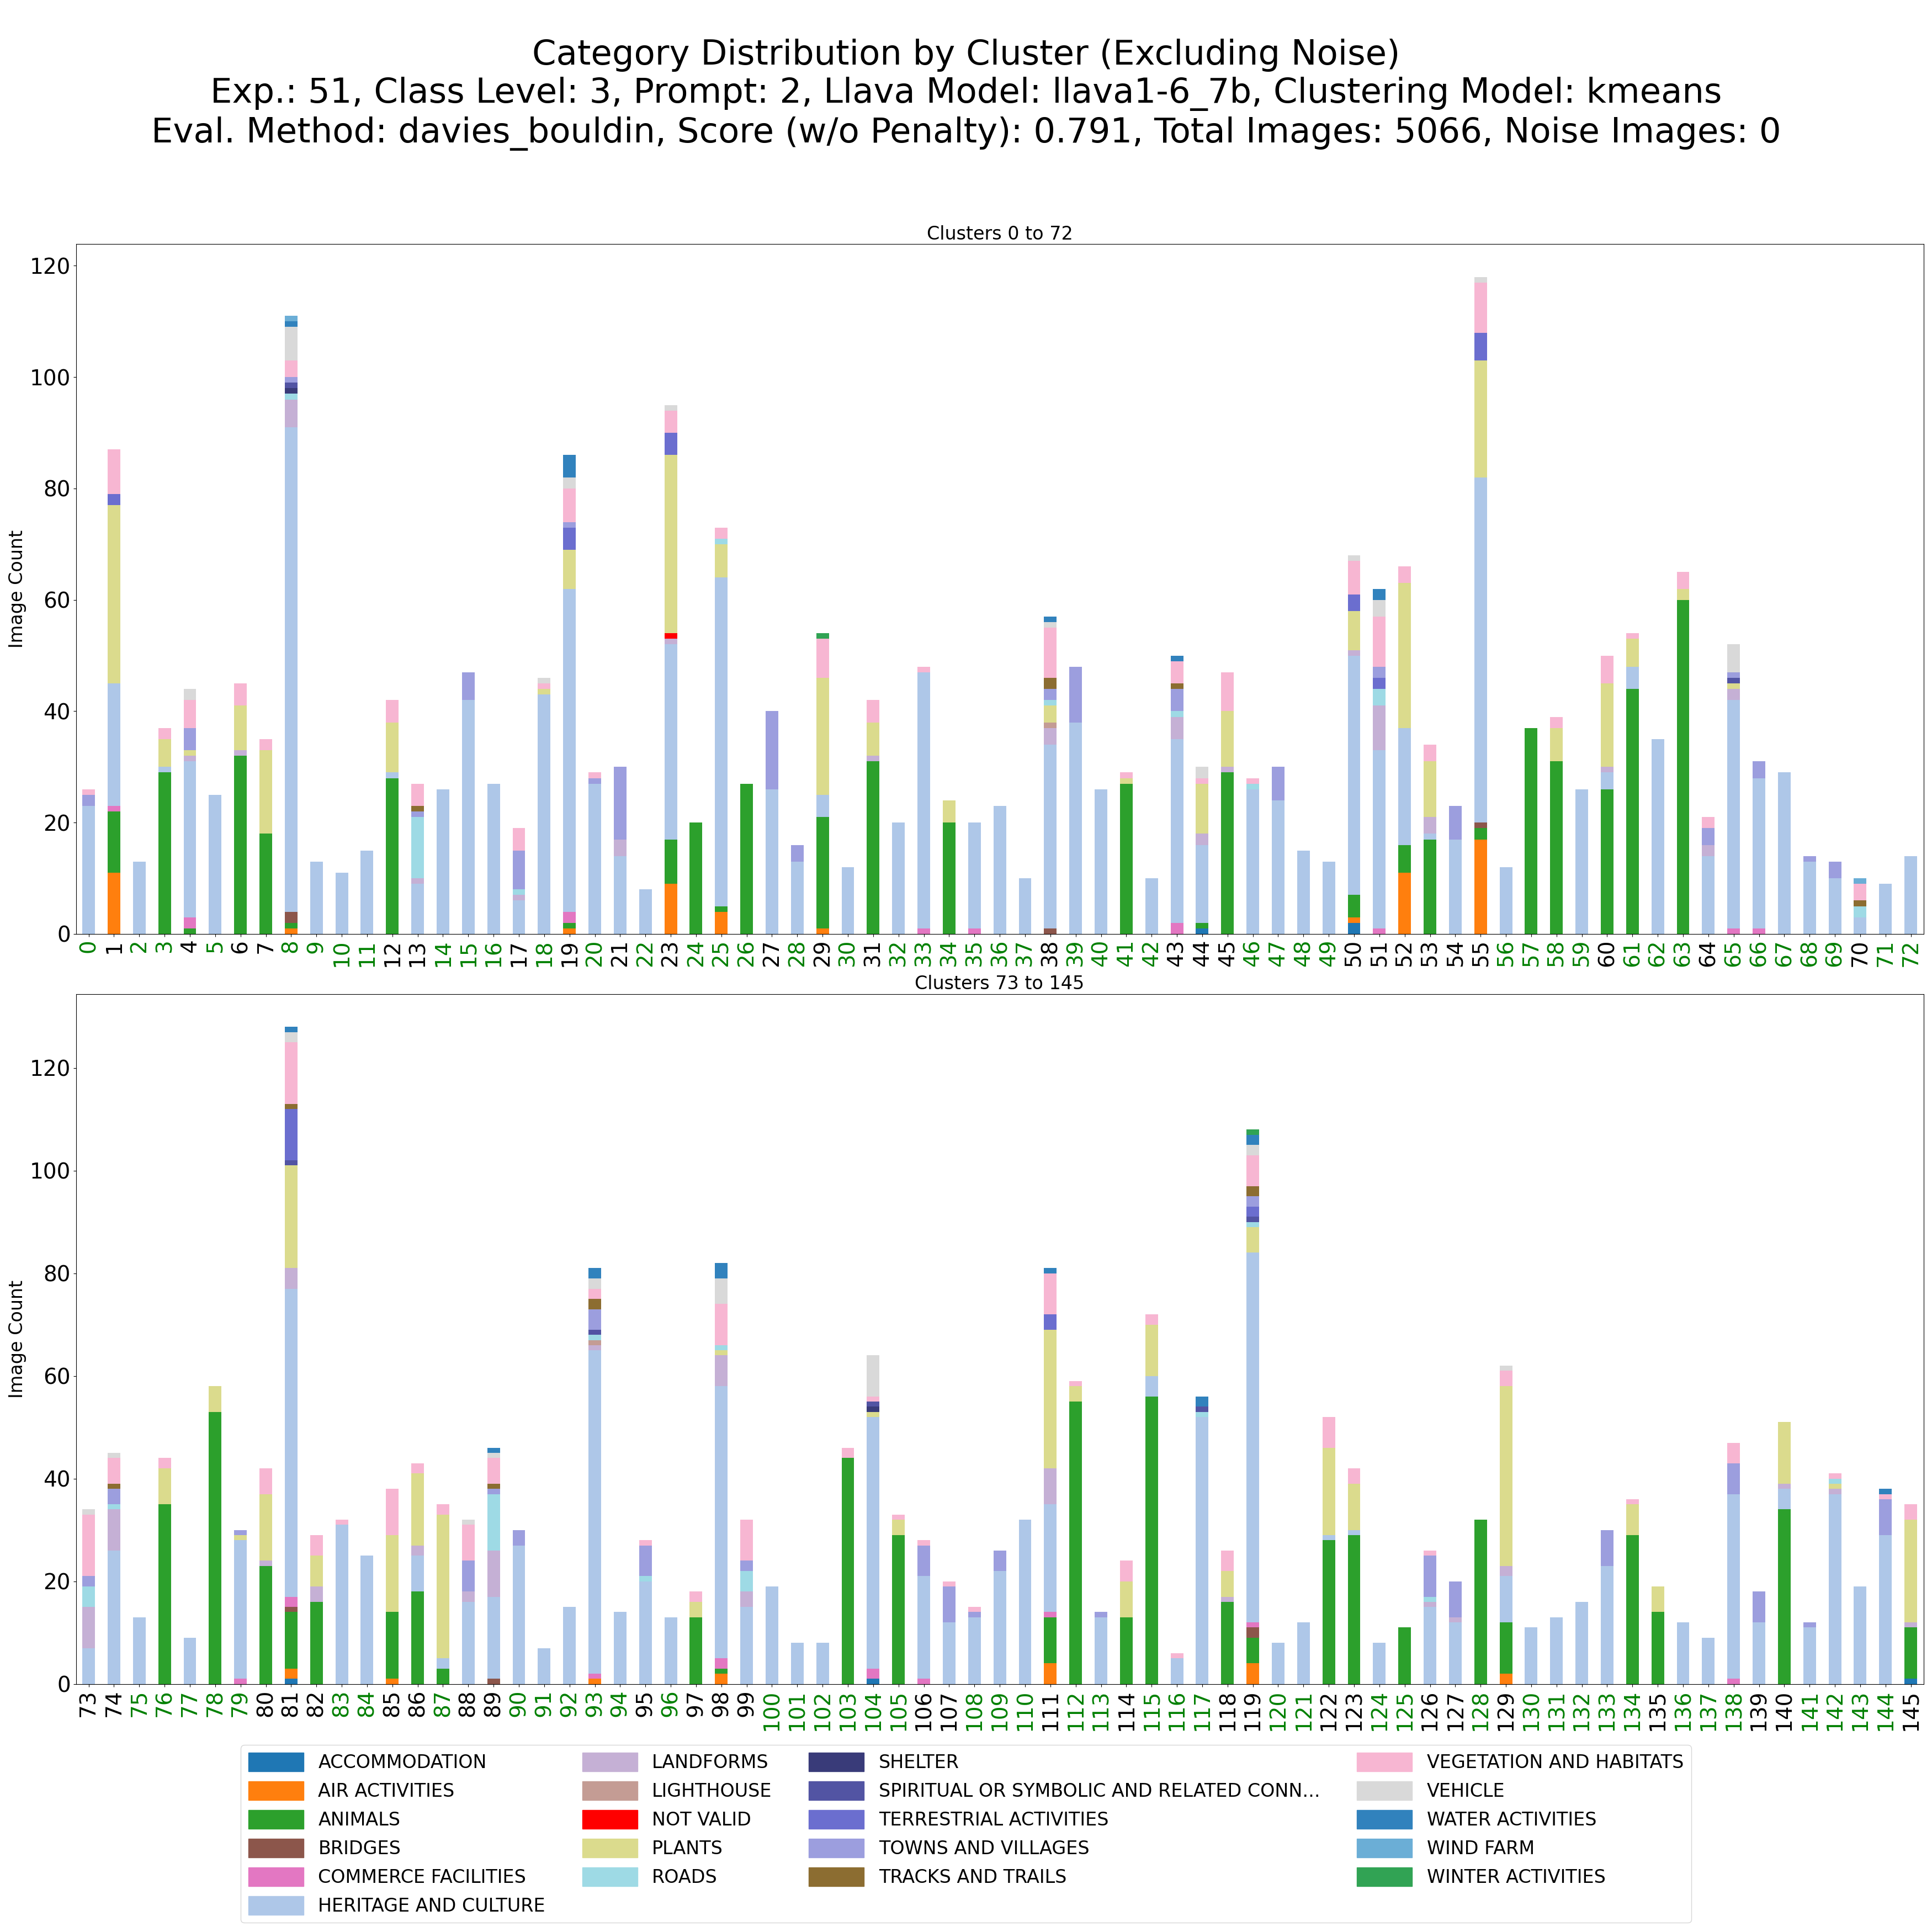 Category Distribution by Cluster (Excluding Noise)
Exp.: 51, Class Level: 3, Prompt: 2, Llava Model: llava1-6_7b, Clustering Model: kmeans
Eval. Method: davies_bouldin, Score (w/o Penalty): 0.791, Total Images: 5066, Noise Images: 0
Clusters 0 to 72
120
100
80
60
40
20
0
Image Count
0 1 2 3 4 5 6 7 8 9 10 11 12 13 14 15 16 17 18 19 20 21 22 23 24 25 26 27 28 29 30 31 32 33 34 35 36 37 38 39 40 41 42 43 44 45 46 47 48 49 50 51 52 53 54 55 56 57 58 59 60 61 62 63 64 65 66 67 68 69 70 71 72
Clusters 73 to 145
120
100
80
60
40
20
0
Image Count
73 74 75 76 77 78 79 80 81 82 83 84 85 86 87 88 89 90 91 92 93 94 95 96 97 98 99 100 101 102 103 104 105 106 107 108 109 110 111 112 113 114 115 116 117 118 119 120 121 122 123 124 125 126 127 128 129 130 131 132 133 134 135 136 137 138 139 140 141 142 143 144 145
ACCOMMODATION
AIR ACTIVITIES
ANIMALS
BRIDGES
COMMERCE FACILITIES
HERITAGE AND CULTURE
LANDFORMS
LIGHTHOUSE
NOT VALID
PLANTS
ROADS
SHELTER
SPIRITUAL OR SYMBOLIC AND RELATED CONN...
TERRESTRIAL ACTIVITIES
TOWNS AND VILLAGES
TRACKS AND TRAILS
VEGETATION AND HABITATS
VEHICLE
WATER ACTIVITIES
WIND FARM
WINTER ACTIVITIES